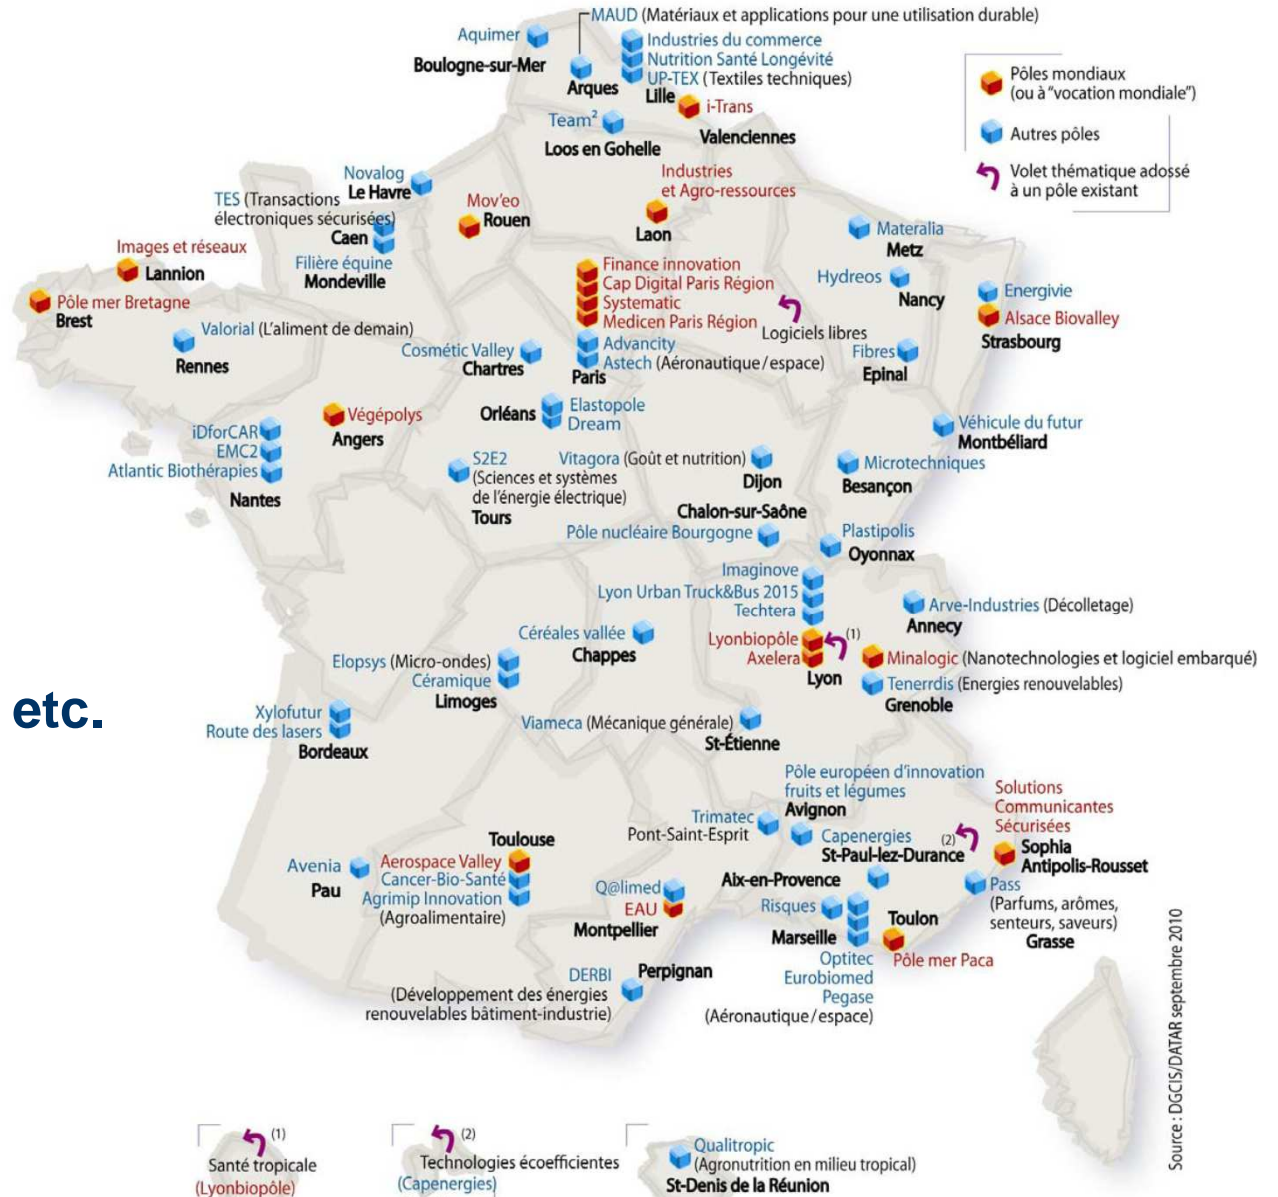 MAUD (Matériaux et applications pour une utilisation durable)
Aquimer
Boulogne-sur-Mer
Arques
Industries du commerce
Nutrition Santé Longévité
UP-TEX (Textiles techniques)
Lille
i-Trans
Valenciennes
Team²
Loos en Gohelle
Pôles mondiaux
(ou à “vocation mondiale”)
Autres pôles
Volet thématique adossé
à un pôle existant
Novalog
Le Havre
TES (Transactions
électroniques sécurisées)
Caen
Filière équine
Mondeville
Mov'eo
Rouen
Industries
et Agro-ressources
Laon
Materalia
Metz
Hydreos
Nancy
Energivie
Alsace Biovalley
Strasbourg
Fibres
Epinal
Images et réseaux
Lannion
Pôle mer Bretagne
Brest
Valorial (L'aliment de demain)
Rennes
Finance innovation
Cap Digital Paris Région
Systematic
Medicen Paris Région
Logiciels libres
Advancity
Astech (Aéronautique/espace)
Paris
Cosmétic Valley
Chartres
Orléans
Elastopole
Dream
Végépolys
Angers
iDforCAR
EMC2
Atlantic Biothérapies
Nantes
S2E2
(Sciences et systèmes
de l'énergie électrique)
Tours
Vitagora (Goût et nutrition)
Dijon
Véhicule du futur
Montbéliard
Microtechniques
Besançon
Chalon-sur-Saône
Pôle nucléaire Bourgogne
Plastipolis
Oyonnax
Imaginove
Lyon Urban Truck&Bus 2015
Techtera
Lyonbiopôle
(1)
Axelera
Lyon
Arve-Industries (Décolletage)
Annecy
Minalogic (Nanotechnologies et logiciel embarqué)
Tenerrdis (Energies renouvelables)
Grenoble
Céréales vallée
Chappes
Elopsys (Micro-ondes)
Céramique
Limoges
etc.
Xylofutur
Route des lasers
Bordeaux
Viameca (Mécanique générale)
St-Étienne
Pôle européen d'innovation
fruits et légumes
Avignon
Trimatec
Pont-Saint-Esprit
Capenergies
(2)
St-Paul-lez-Durance
Solutions
Communicantes
Sécurisées
Sophia
Antipolis-Rousset
Toulouse
Aerospace Valley
Cancer-Bio-Santé
Agrimip Innovation
(Agroalimentaire)
Avenia
Pau
Q@limed
EAU
Montpellier
Aix-en-Provence
Risques
Marseille
Optitec
Eurobiomed
Pegase
(Aéronautique/espace)
Toulon
Pôle mer Paca
Pass
(Parfums, arômes,
senteurs, saveurs)
Grasse
DERBI
Perpignan
(Développement des énergies
renouvelables bâtiment-industrie)
Source : DGCIS/DATAR septembre 2010
(1)
Santé tropicale
(Lyonbiopôle)
(2)
Technologies écoefficientes
(Capenergies)
Qualitropic
(Agronutrition en milieu tropical)
St-Denis de la Réunion